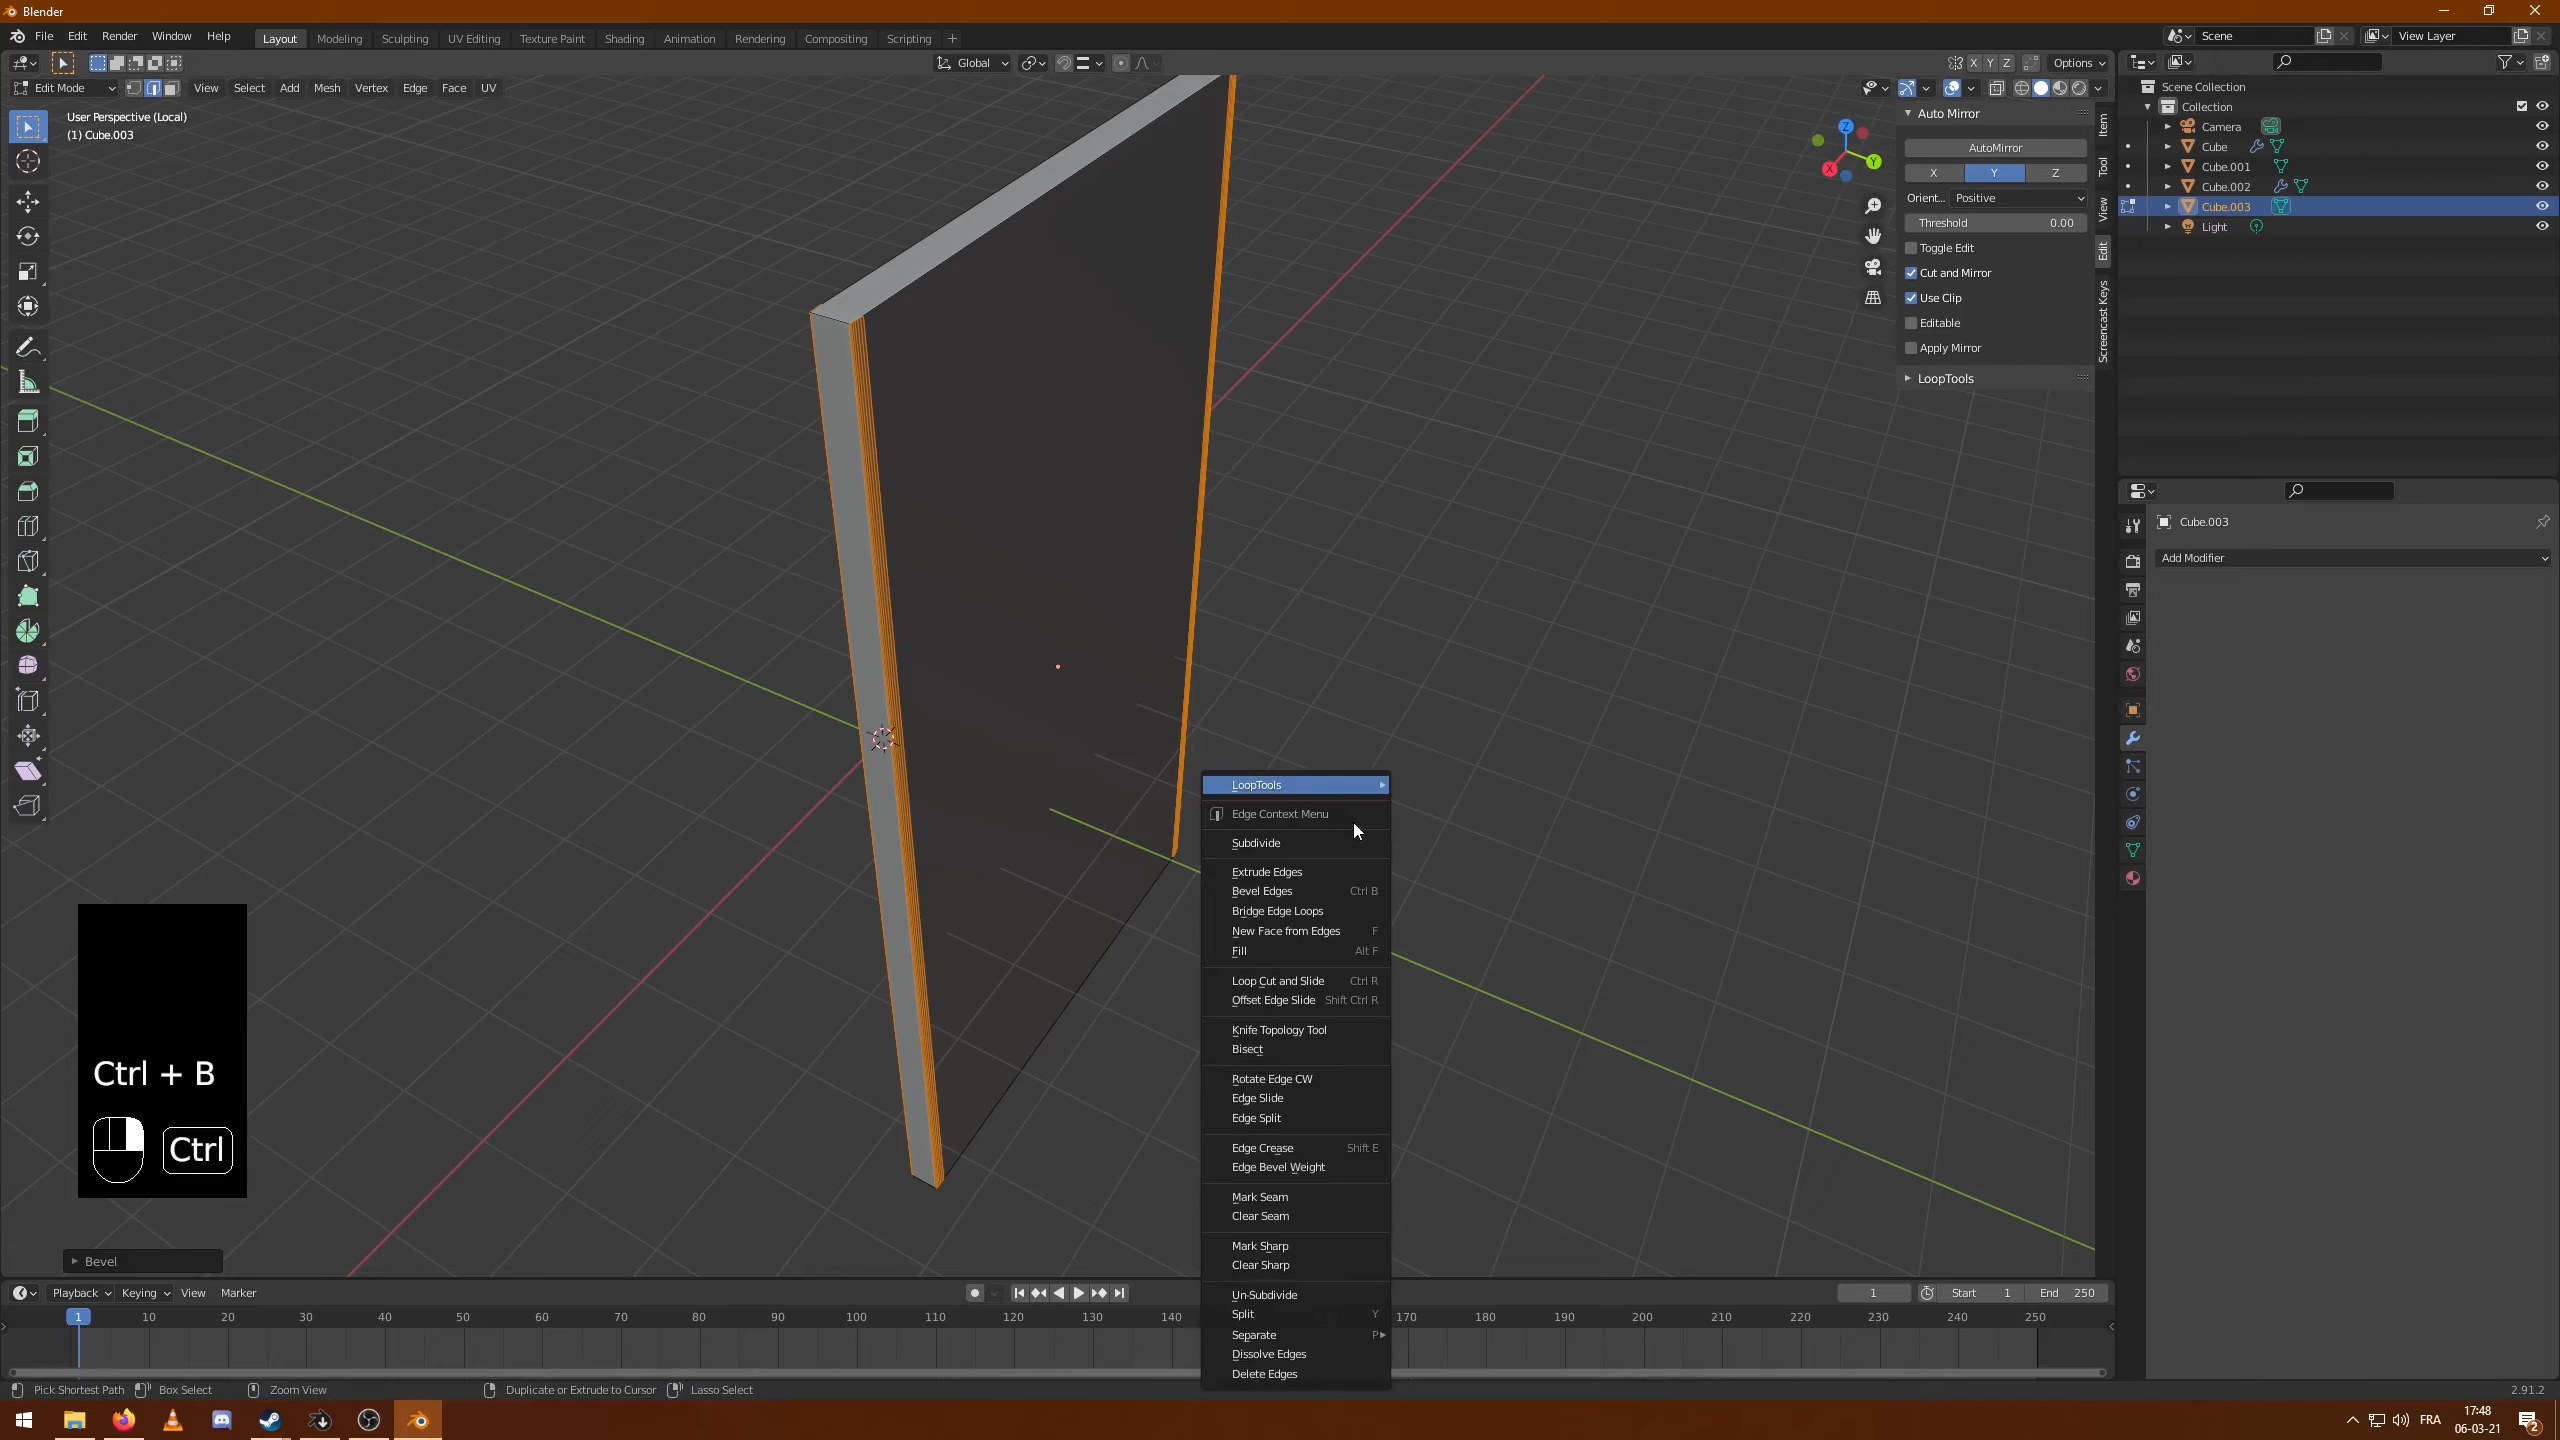 Blender
File Edit Render Window Help
Layout Modeling Sculpting UV Editing Texture Paint Shading Animation Rendering Compositing Scripting +
Scene View Layer
Global X Y Z Options
Edit Mode View Select Add Mesh Vertex Edge Face UV
User Perspective (Local)
(1) Cube.003
Z
Y
X
Auto Mirror
AutoMirror
X Y Z
Orient... Positive
Threshold 0.00
Toggle Edit
Cut and Mirror
Use Clip
Editable
Apply Mirror
LoopTools
Item
Tool
View
Edit
Screencast Keys
Scene Collection
Collection
Camera
Cube
Cube.001
Cube.002
Cube.003
Light
Cube.003
Add Modifier
LoopTools
Edge Context Menu
Subdivide
Extrude Edges
Bevel Edges Ctrl B
Bridge Edge Loops
New Face from Edges F
Fill Alt F
Loop Cut and Slide Ctrl R
Offset Edge Slide Shift Ctrl R
Knife Topology Tool
Bisect
Rotate Edge CW
Edge Slide
Edge Split
Edge Crease Shift E
Edge Bevel Weight
Mark Seam
Clear Seam
Mark Sharp
Clear Sharp
Un-Subdivide
Split Y
Separate P
Dissolve Edges
Delete Edges
Ctrl + B
Ctrl
Bevel
Playback Keying View Marker
1 Start 1 End 250
1 10 20 30 40 50 60 70 80 90 100 110 120 130 140 170 180 190 200 210 220 230 240 250
Pick Shortest Path Box Select Zoom View Duplicate or Extrude to Cursor Lasso Select
2.91.2
FRA
17:48
06-03-21
2